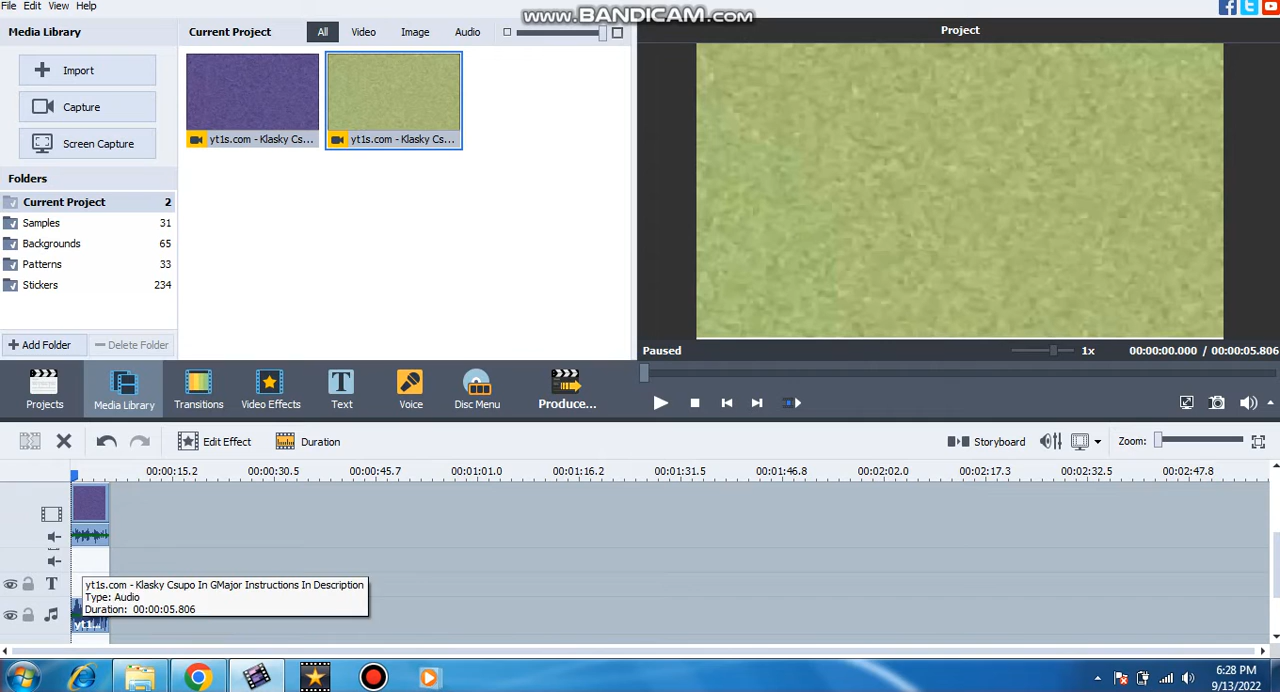 File Edit View Help
www.BANDICAM.com
Media Library
Current Project
All Video Image Audio
Project
Import
Capture
Screen Capture
yt1s.com - Klasky Cs...
yt1s.com - Klasky Cs...
Folders
Current Project 2
Samples 31
Backgrounds 65
Patterns 33
Stickers 234
Add Folder
Delete Folder
Paused
1x
00:00:00.000 / 00:00:05.806
Projects
Media Library
Transitions
Video Effects
Text
Voice
Disc Menu
Produce...
Edit Effect
Duration
Storyboard
Zoom:
00:00:15.2 00:00:30.5 00:00:45.7 00:01:01.0 00:01:16.2 00:01:31.5 00:01:46.8 00:02:02.0 00:02:17.3 00:02:32.5 00:02:47.8
yt1s.com - Klasky Csupo In GMajor Instructions In Description
Type: Audio
Duration: 00:00:05.806
yt1...
6:28 PM
9/13/2022